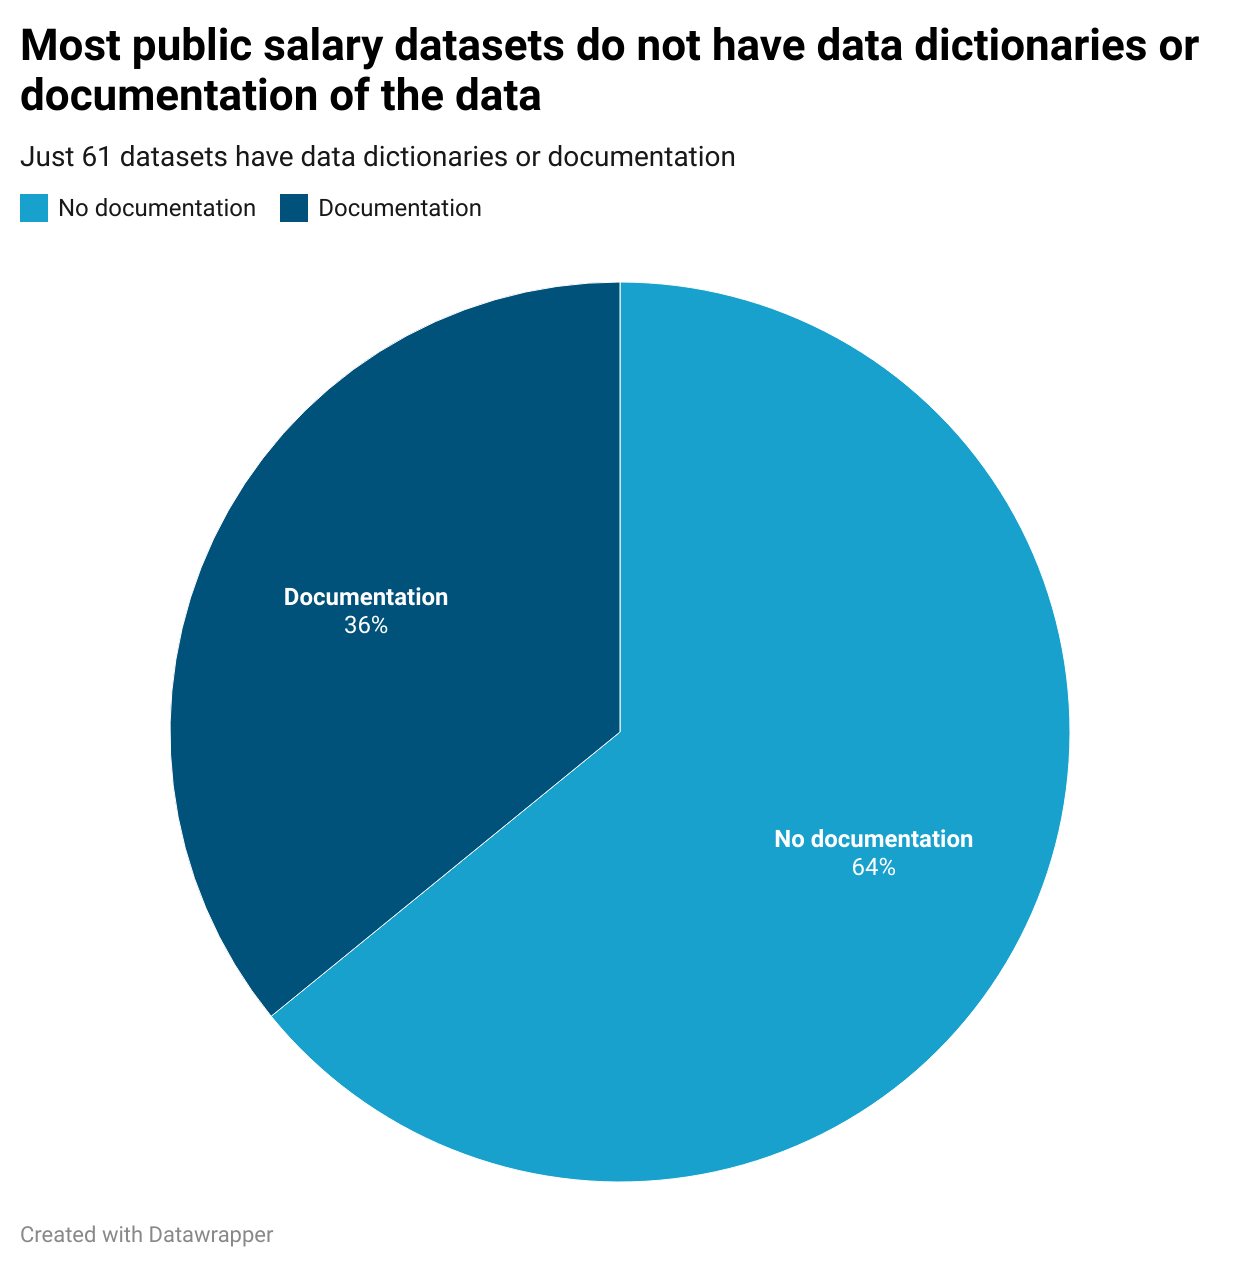 Most public salary datasets do not have data dictionaries or
documentation of the data
Just 61 datasets have data dictionaries or documentation
No documentation
Documentation
Documentation
36%
No documentation
64%
Created with Datawrapper